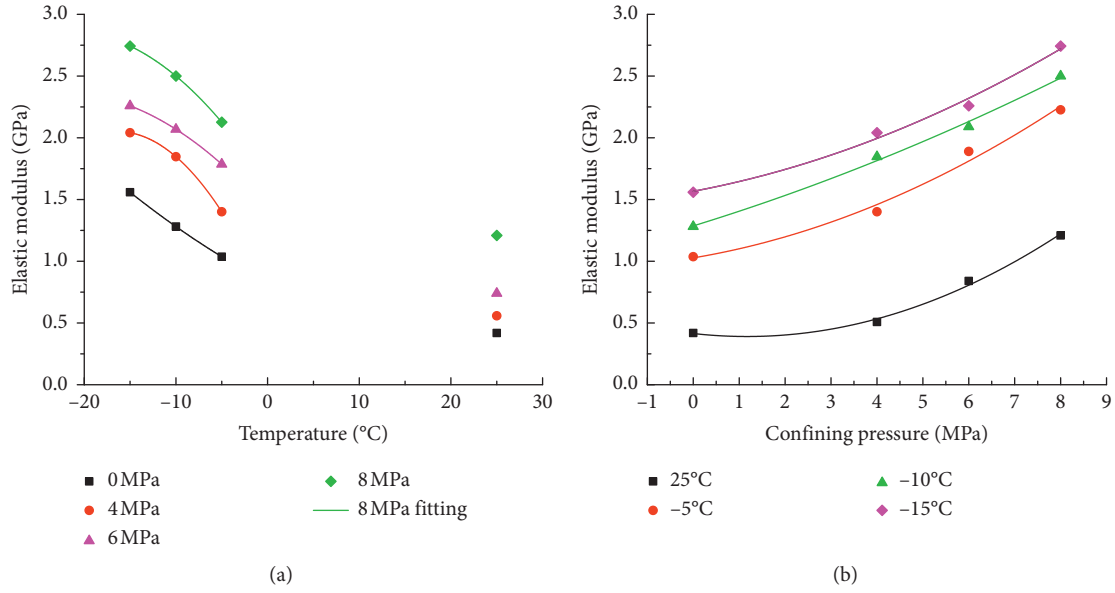 3.0
2.5
2.0
1.5
1.0
0.5
0.0
Elastic modulus (GPa)
–20 –10 0 10 20 30
Temperature (°C)
0 MPa
4 MPa
6 MPa
8 MPa
8 MPa fitting
(a)
3.0
2.5
2.0
1.5
1.0
0.5
0.0
Elastic modulus (GPa)
–1 0 1 2 3 4 5 6 7 8 9
Confining pressure (MPa)
25°C
–5°C
–10°C
–15°C
(b)